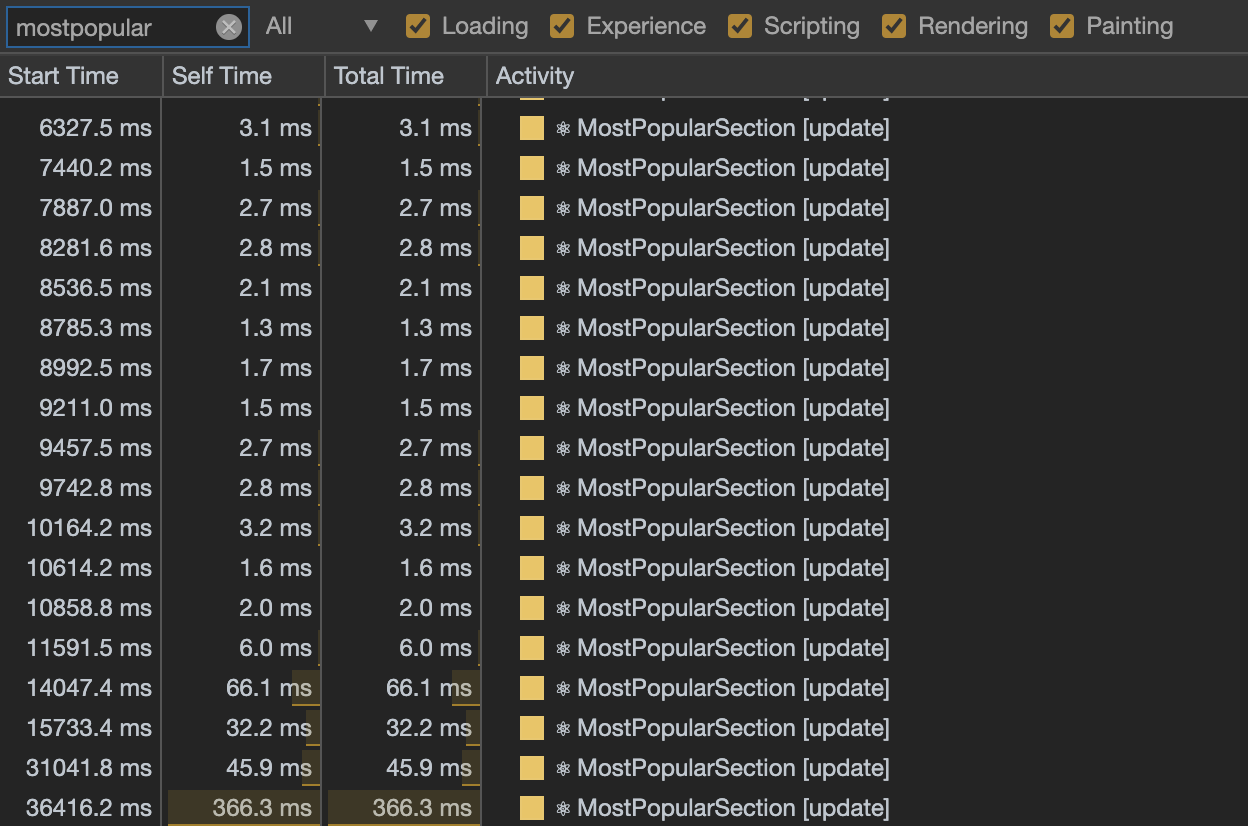 mostpopular All ▼ Loading Experience Scripting Rendering Painting
Start Time Self Time Total Time Activity
6327.5 ms 3.1 ms 3.1 ms ⚛ MostPopularSection [update]
7440.2 ms 1.5 ms 1.5 ms ⚛ MostPopularSection [update]
7887.0 ms 2.7 ms 2.7 ms ⚛ MostPopularSection [update]
8281.6 ms 2.8 ms 2.8 ms ⚛ MostPopularSection [update]
8536.5 ms 2.1 ms 2.1 ms ⚛ MostPopularSection [update]
8785.3 ms 1.3 ms 1.3 ms ⚛ MostPopularSection [update]
8992.5 ms 1.7 ms 1.7 ms ⚛ MostPopularSection [update]
9211.0 ms 1.5 ms 1.5 ms ⚛ MostPopularSection [update]
9457.5 ms 2.7 ms 2.7 ms ⚛ MostPopularSection [update]
9742.8 ms 2.8 ms 2.8 ms ⚛ MostPopularSection [update]
10164.2 ms 3.2 ms 3.2 ms ⚛ MostPopularSection [update]
10614.2 ms 1.6 ms 1.6 ms ⚛ MostPopularSection [update]
10858.8 ms 2.0 ms 2.0 ms ⚛ MostPopularSection [update]
11591.5 ms 6.0 ms 6.0 ms ⚛ MostPopularSection [update]
14047.4 ms 66.1 ms 66.1 ms ⚛ MostPopularSection [update]
15733.4 ms 32.2 ms 32.2 ms ⚛ MostPopularSection [update]
31041.8 ms 45.9 ms 45.9 ms ⚛ MostPopularSection [update]
36416.2 ms 366.3 ms 366.3 ms ⚛ MostPopularSection [update]